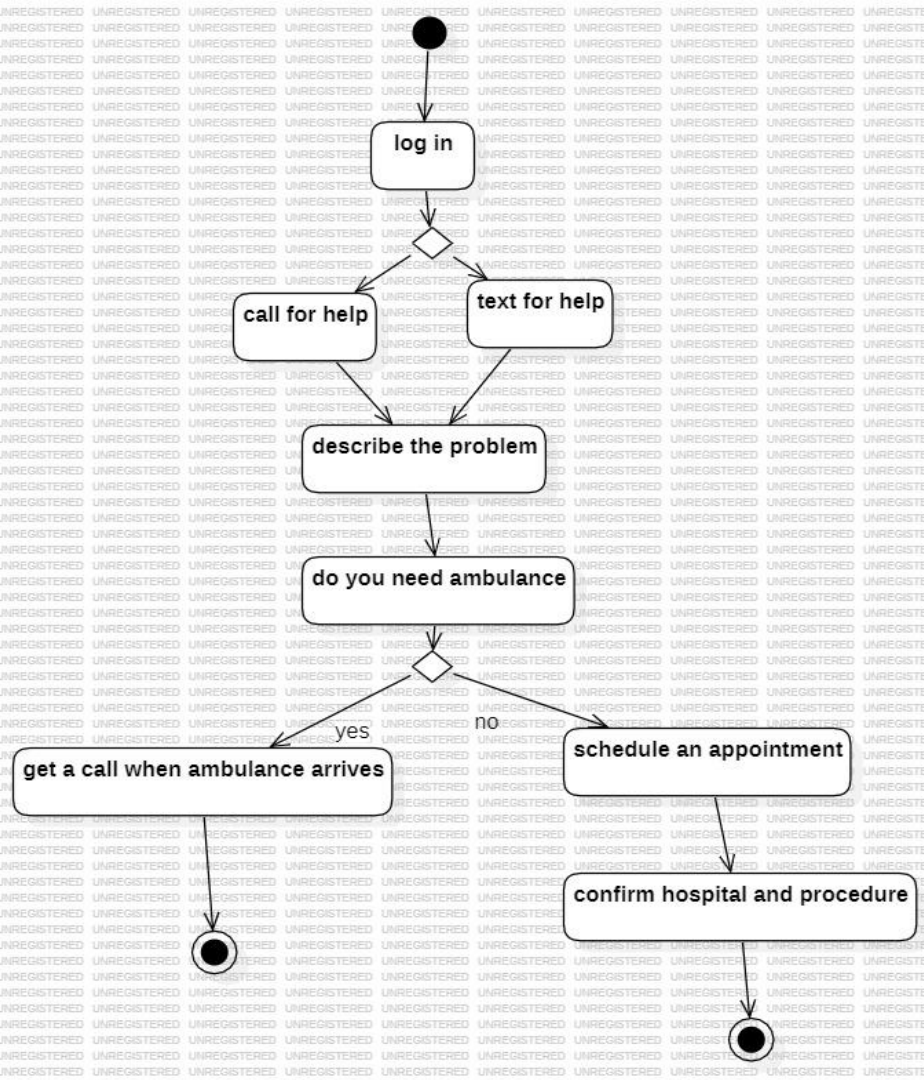 log in
call for help
text for help
describe the problem
do you need ambulance
yes
no
schedule an appointment
get a call when ambulance arrives
confirm hospital and procedure
UNREGISTERED